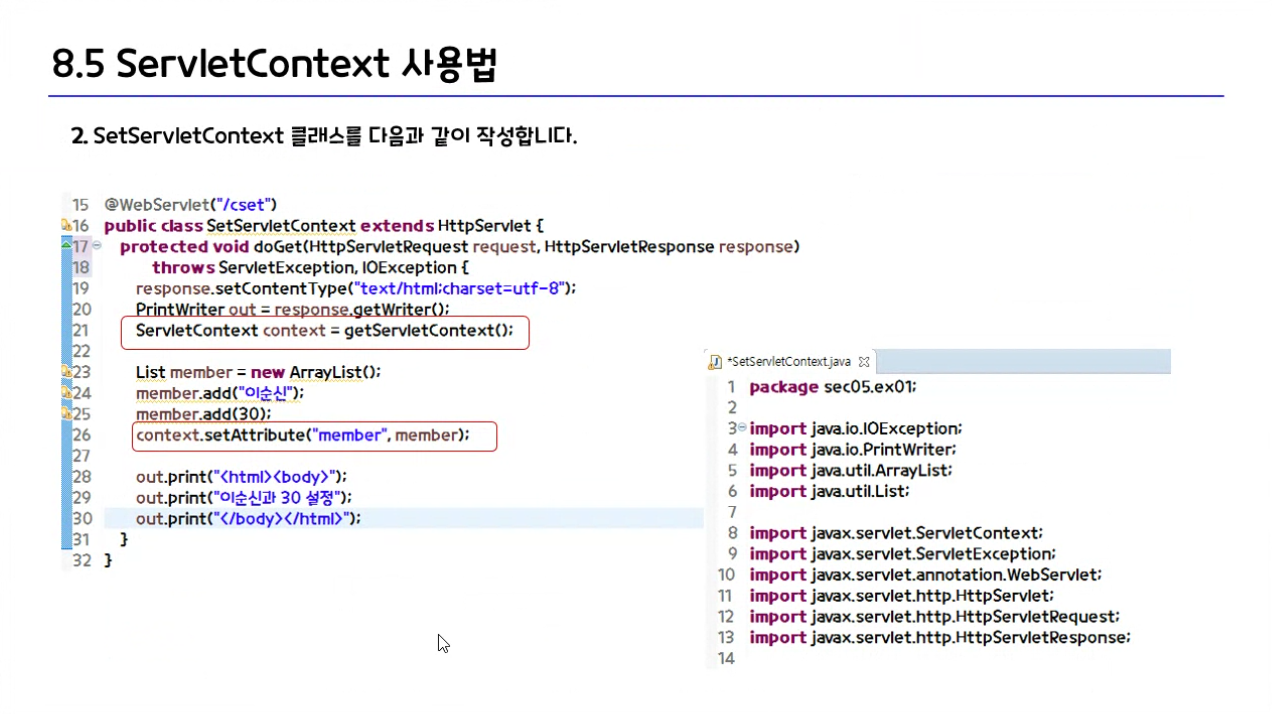 8.5 ServletContext 사용법
2. SetServletContext 클래스를 다음과 같이 작성합니다.
15 @WebServlet("/cset")
16 public class SetServletContext extends HttpServlet {
17 protected void doGet(HttpServletRequest request, HttpServletResponse response)
18 throws ServletException, IOException {
19 response.setContentType("text/html;charset=utf-8");
20 PrintWriter out = response.getWriter();
21 ServletContext context = getServletContext();
22
23 List member = new ArrayList();
24 member.add("이순신");
25 member.add(30);
26 context.setAttribute("member", member);
27
28 out.print("<html><body>");
29 out.print("이순신과 30 설정");
30 out.print("</body></html>");
31 }
32 }
*SetServletContext.java
1 package sec05.ex01;
2
3 import java.io.IOException;
4 import java.io.PrintWriter;
5 import java.util.ArrayList;
6 import java.util.List;
7
8 import javax.servlet.ServletContext;
9 import javax.servlet.ServletException;
10 import javax.servlet.annotation.WebServlet;
11 import javax.servlet.http.HttpServlet;
12 import javax.servlet.http.HttpServletRequest;
13 import javax.servlet.http.HttpServletResponse;
14